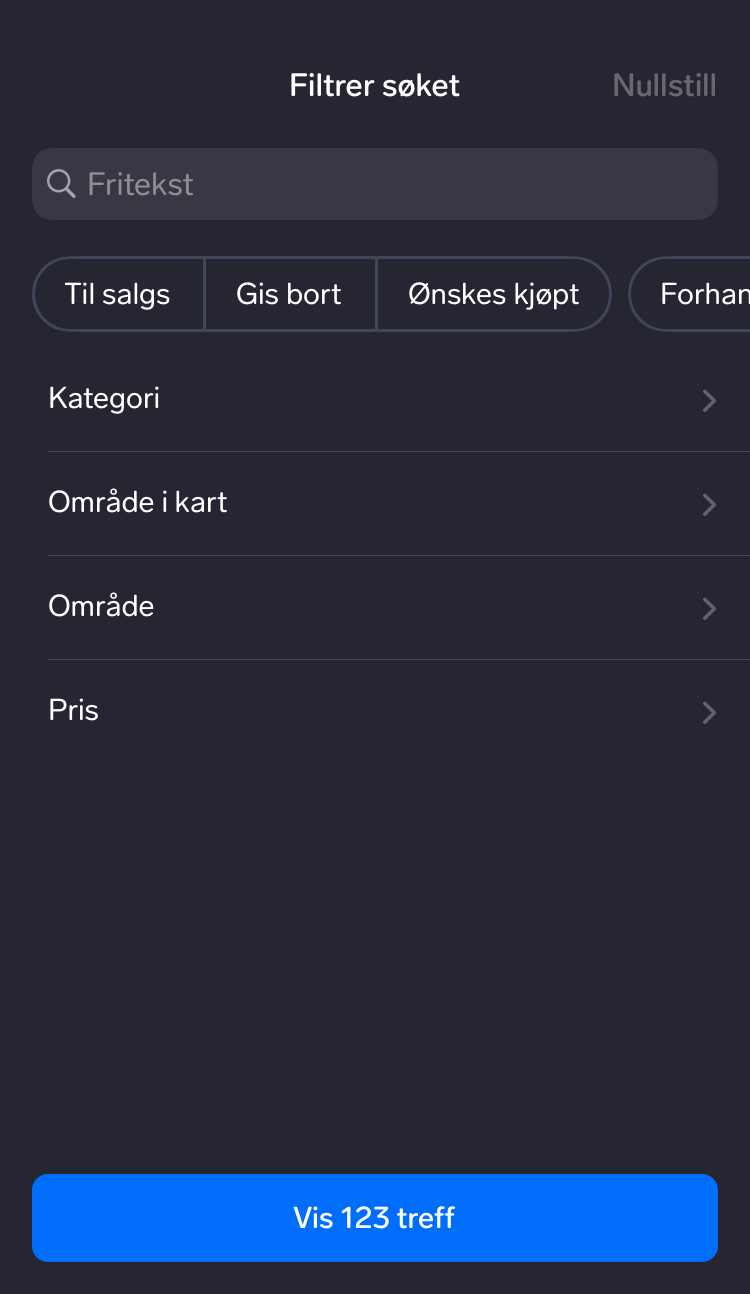 Filtrer søket
Nullstill
Fritekst
Til salgs
Gis bort
Ønskes kjøpt
Forhan
Kategori
Område i kart
Område
Pris
Vis 123 treff